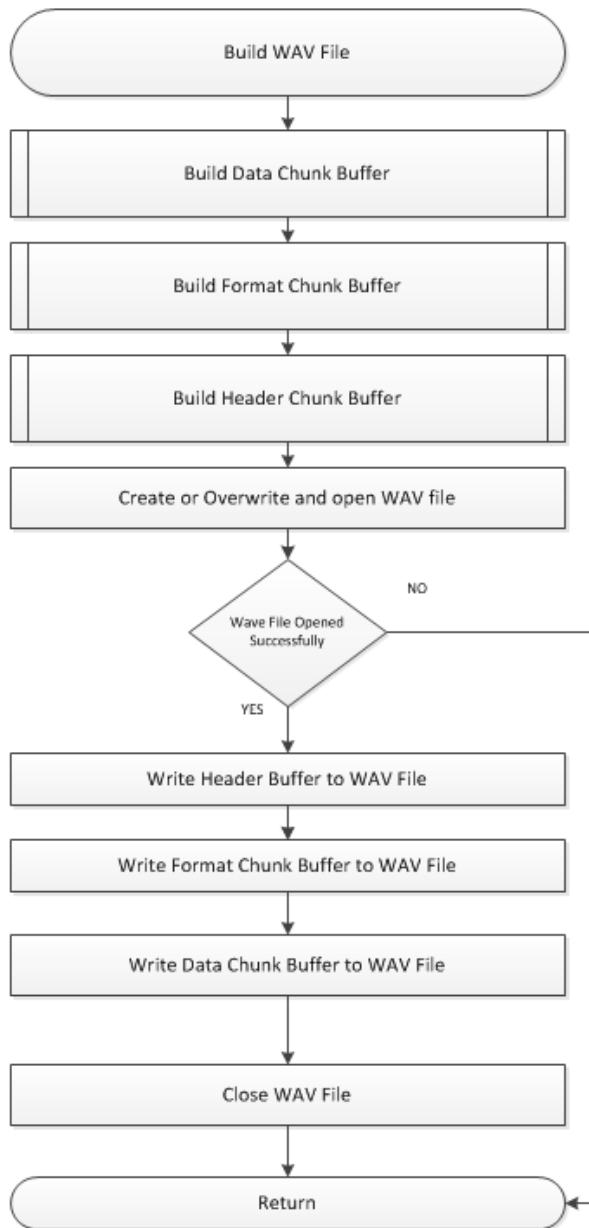 Build WAV File
Build Data Chunk Buffer
Build Format Chunk Buffer
Build Header Chunk Buffer
Create or Overwrite and open WAV file
NO
Wave File Opened
Successfully
YES
Write Header Buffer to WAV File
Write Format Chunk Buffer to WAV File
Write Data Chunk Buffer to WAV File
Close WAV File
Return